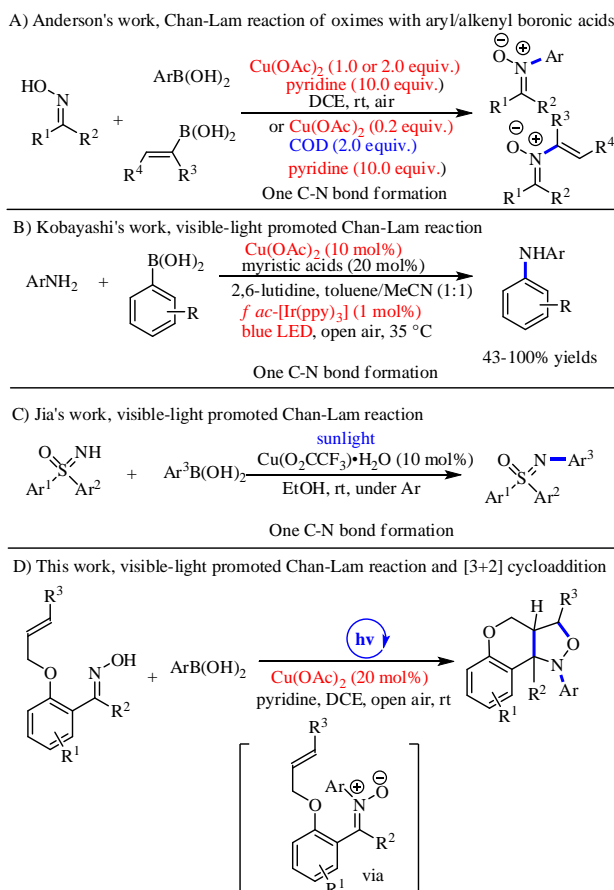 A) Anderson's work, Chan-Lam reaction of oximes with aryl/alkenyl boronic acids
HO
N
R¹ R²
+
ArB(OH)₂
B(OH)₂
R⁴ R³
Cu(OAc)₂ (1.0 or 2.0 equiv.)
pyridine (10.0 equiv.)
DCE, rt, air
or Cu(OAc)₂ (0.2 equiv.)
COD (2.0 equiv.)
pyridine (10.0 equiv.)
One C-N bond formation
⊖ ⊕
O N Ar
R¹ R²
R³
⊖ ⊕
O N R⁴
R¹ R²
B) Kobayashi's work, visible-light promoted Chan-Lam reaction
ArNH₂ +
B(OH)₂
R
Cu(OAc)₂ (10 mol%)
myristic acids (20 mol%)
2,6-lutidine, toluene/MeCN (1:1)
f ac-[Ir(ppy)₃] (1 mol%)
blue LED, open air, 35 °C
One C-N bond formation
NHAr
R
43-100% yields
C) Jia's work, visible-light promoted Chan-Lam reaction
O NH
S
Ar¹ Ar²
+ Ar³B(OH)₂
sunlight
Cu(O₂CCF₃)•H₂O (10 mol%)
EtOH, rt, under Ar
One C-N bond formation
O N Ar³
S
Ar¹ Ar²
D) This work, visible-light promoted Chan-Lam reaction and [3+2] cycloaddition
R³
O N OH
R²
R¹
+ ArB(OH)₂
hv
Cu(OAc)₂ (20 mol%)
pyridine, DCE, open air, rt
R³
H
O O
N
R² Ar
R¹
R³
Ar ⊕ ⊖
O N O
R²
R¹ via